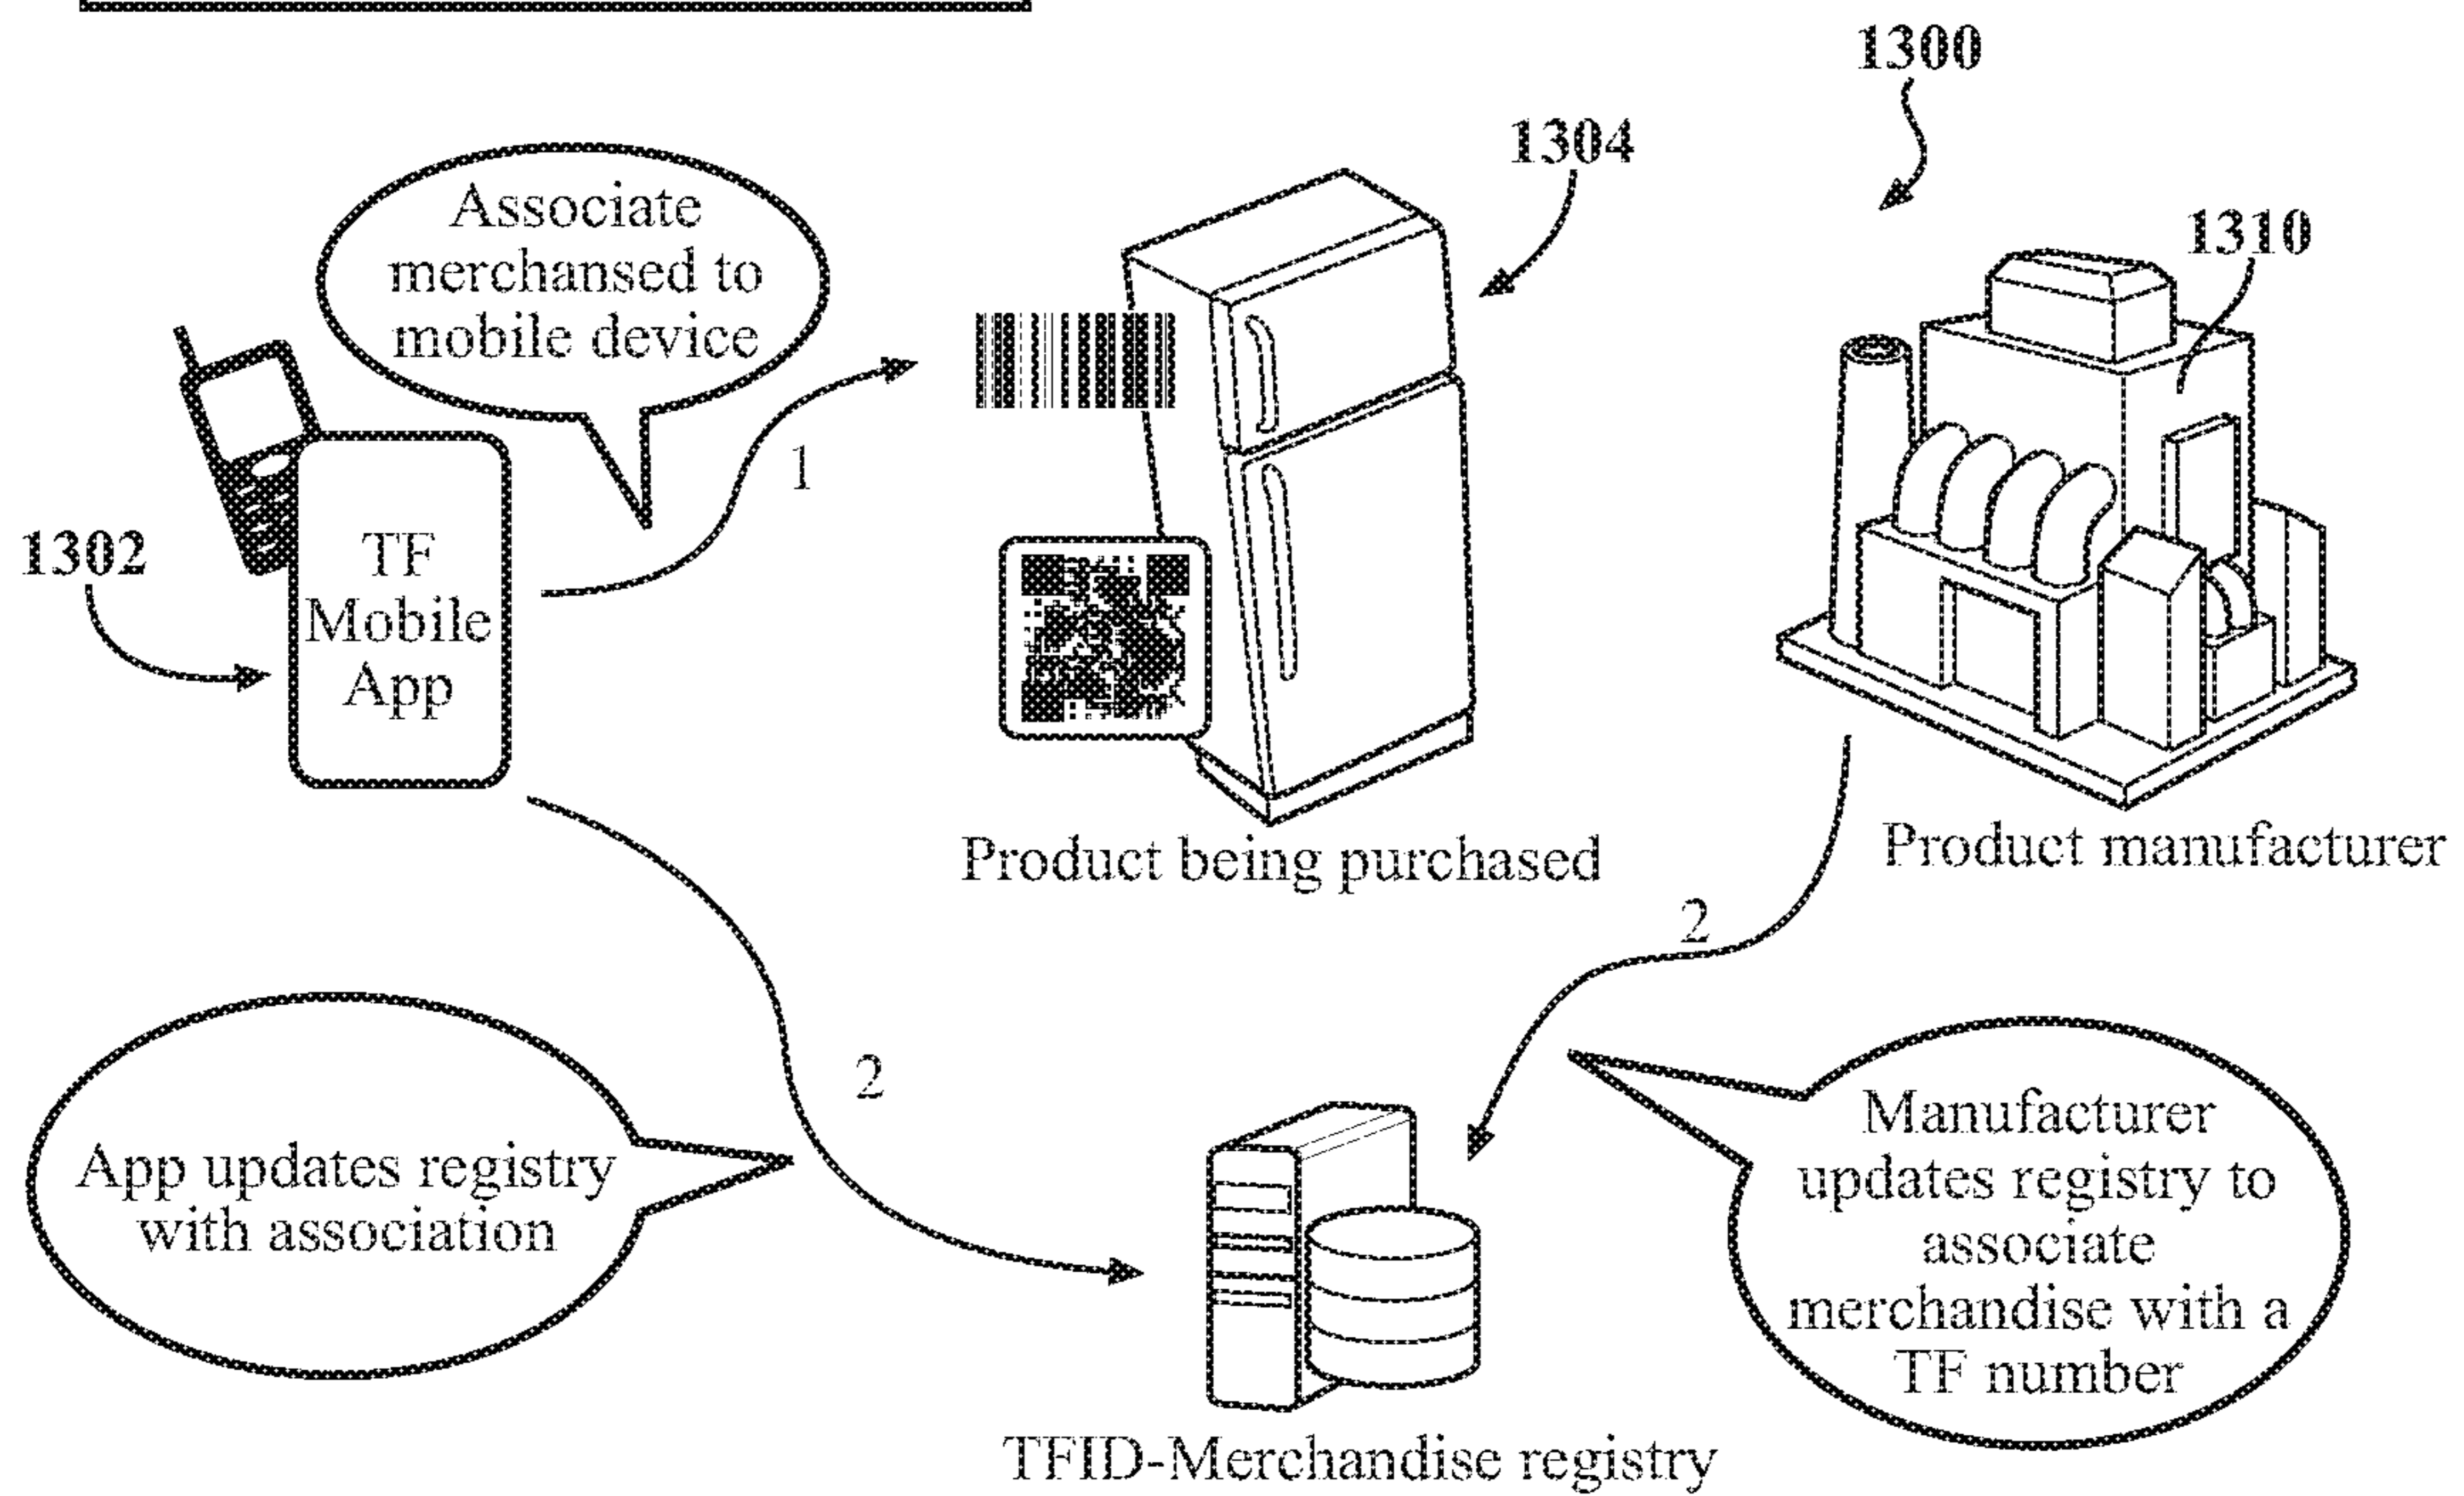 1300
1304
1310
Associate
merchansed to
mobile device
1
1302
TF
Mobile
App
Product being purchased
Product manufacturer
2
2
App updates registry
with association
Manufacturer
updates registry to
associate
merchandise with a
TF number
TFID-Merchandise registry